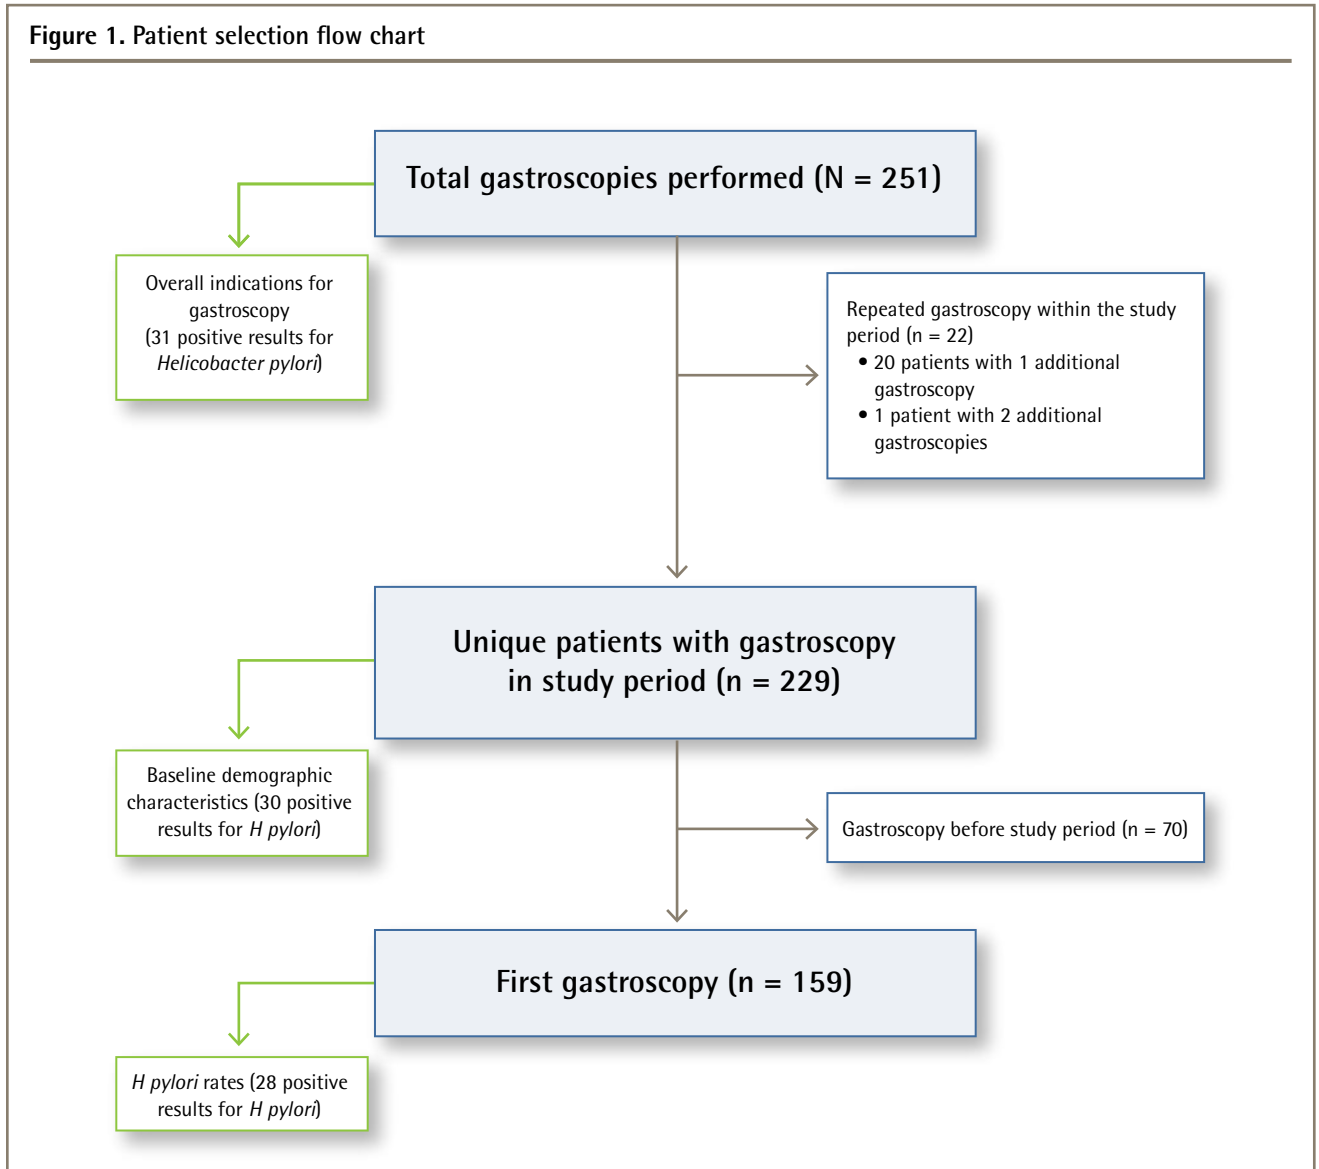 Figure 1. Patient selection flow chart
Total gastroscopies performed (N = 251)
Overall indications for
gastroscopy
(31 positive results for
Helicobacter pylori)
Repeated gastroscopy within the study
period (n = 22)
• 20 patients with 1 additional
gastroscopy
• 1 patient with 2 additional
gastroscopies
Unique patients with gastroscopy
in study period (n = 229)
Baseline demographic
characteristics (30 positive
results for H pylori)
Gastroscopy before study period (n = 70)
First gastroscopy (n = 159)
H pylori rates (28 positive
results for H pylori)